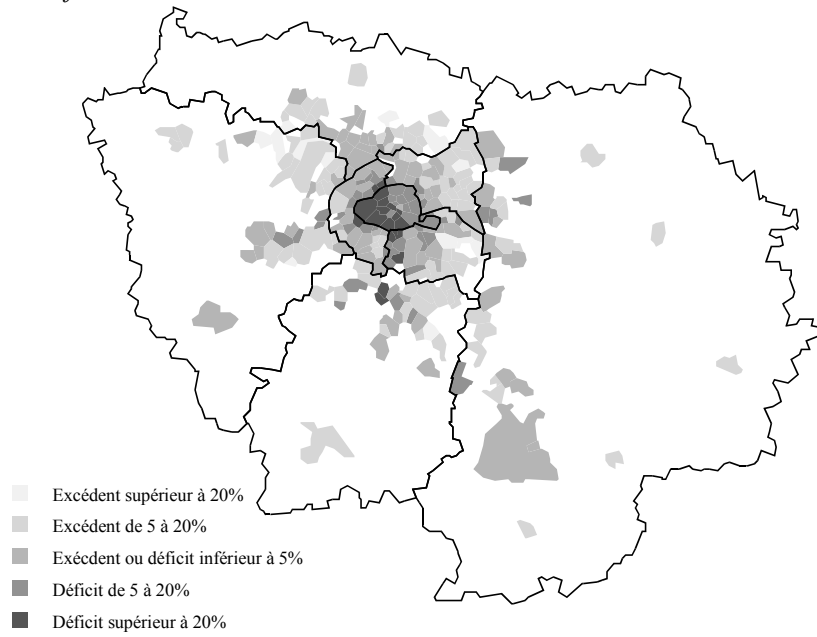 Excédent supérieur à 20%
Excédent de 5 à 20%
Exécdent ou déficit inférieur à 5%
Déficit de 5 à 20%
Déficit supérieur à 20%